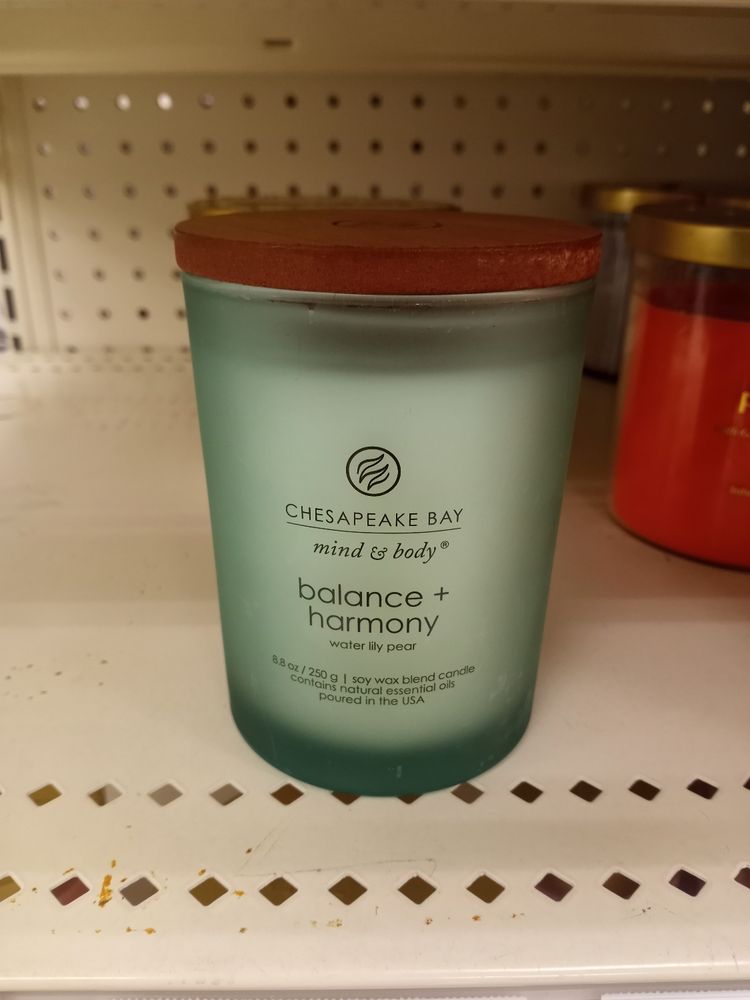 CHESAPEAKE BAY
mind & body®
balance +
harmony
water lily pear
8.8 oz / 250 g | soy wax blend candle
contains natural essential oils
poured in the USA